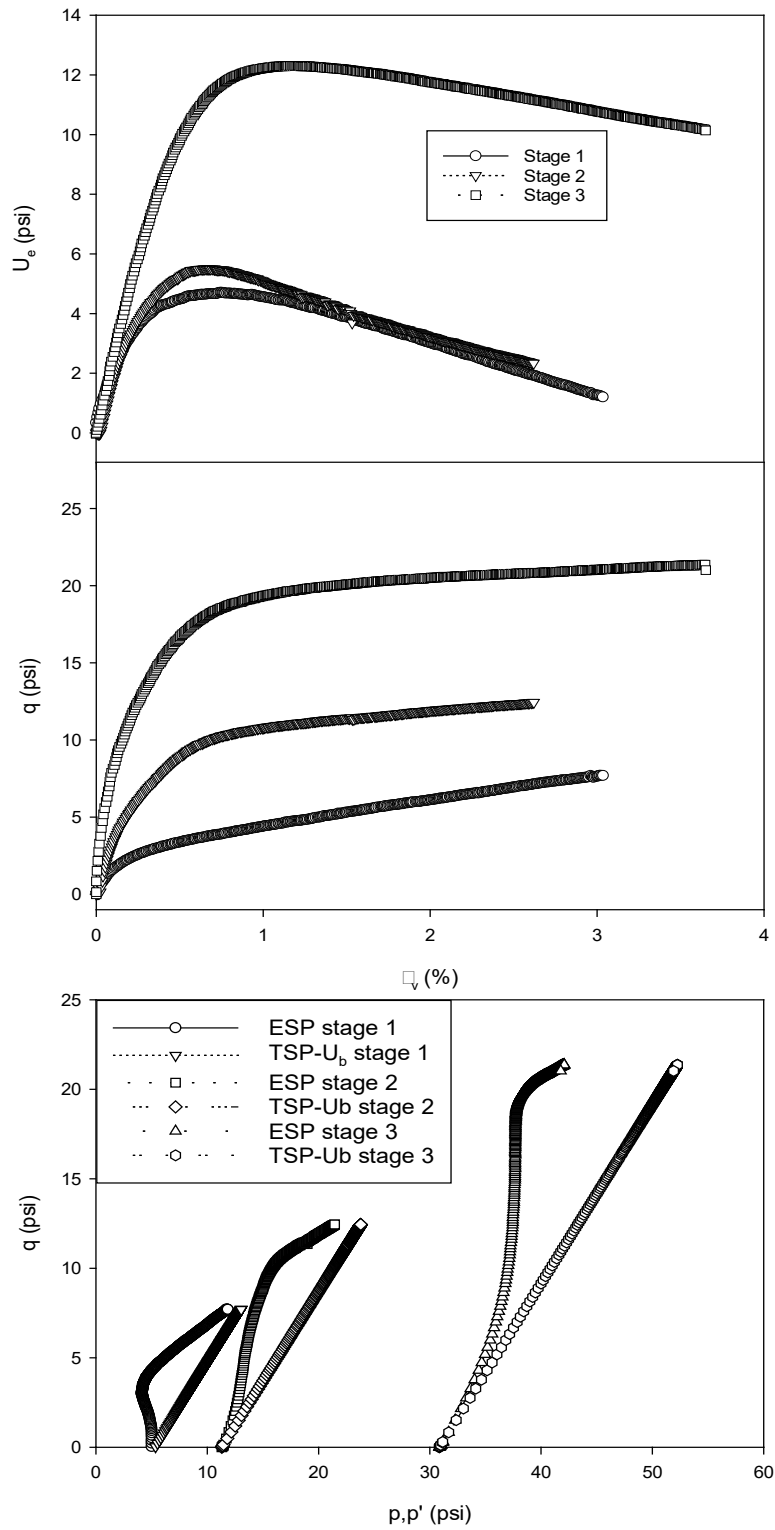 14
12
10
8
6
4
2
0
U_e (psi)
Stage 1
Stage 2
Stage 3
25
20
15
10
5
0
q (psi)
0 1 2 3 4
□_v (%)
25
20
15
10
5
0
q (psi)
ESP stage 1
TSP-U_b stage 1
ESP stage 2
TSP-Ub stage 2
ESP stage 3
TSP-Ub stage 3
0 10 20 30 40 50 60
p,p' (psi)